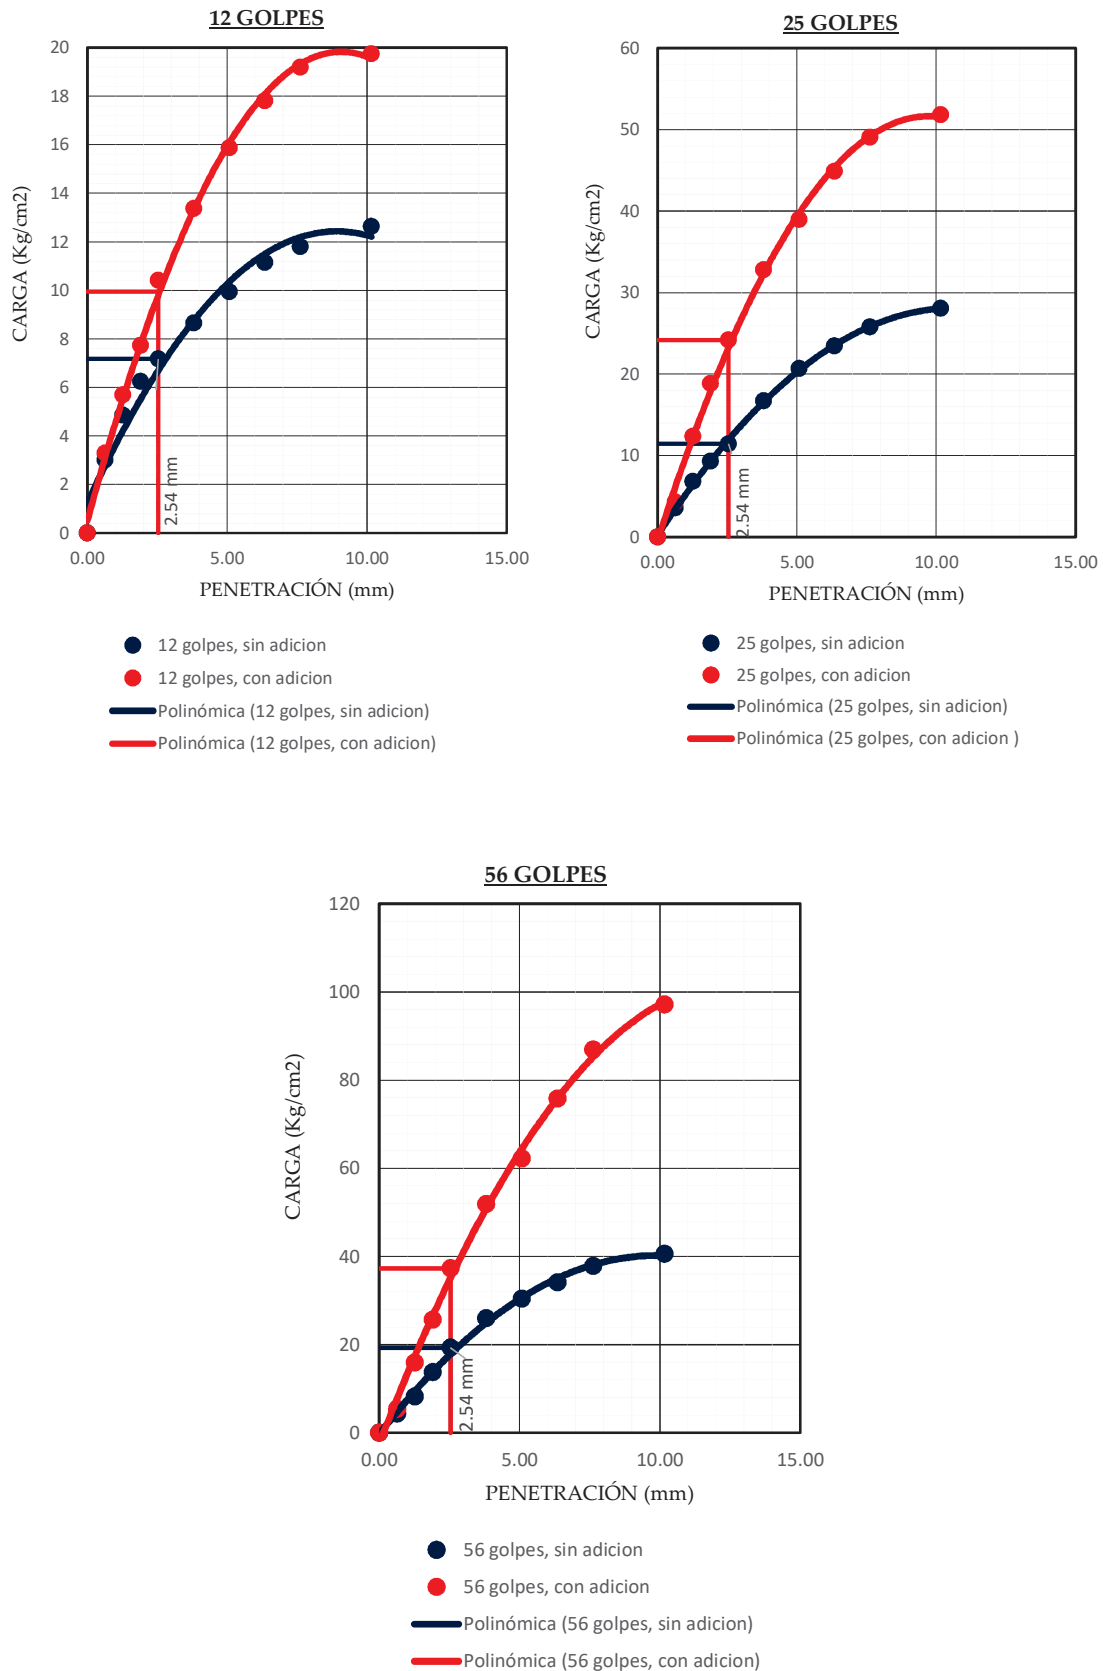 12 GOLPES
20
18
16
14
12
10
8
6
4
2
0
CARGA (Kg/cm2)
2.54 mm
0.00 5.00 10.00 15.00
PENETRACIÓN (mm)
12 golpes, sin adicion
12 golpes, con adicion
Polinómica (12 golpes, sin adicion)
Polinómica (12 golpes, con adicion)
25 GOLPES
60
50
40
30
20
10
0
CARGA (Kg/cm2)
2.54 mm
0.00 5.00 10.00 15.00
PENETRACIÓN (mm)
25 golpes, sin adicion
25 golpes, con adicion
Polinómica (25 golpes, sin adicion)
Polinómica (25 golpes, con adicion )
56 GOLPES
120
100
80
60
40
20
0
CARGA (Kg/cm2)
2.54 mm
0.00 5.00 10.00 15.00
PENETRACIÓN (mm)
56 golpes, sin adicion
56 golpes, con adicion
Polinómica (56 golpes, sin adicion)
Polinómica (56 golpes, con adicion)